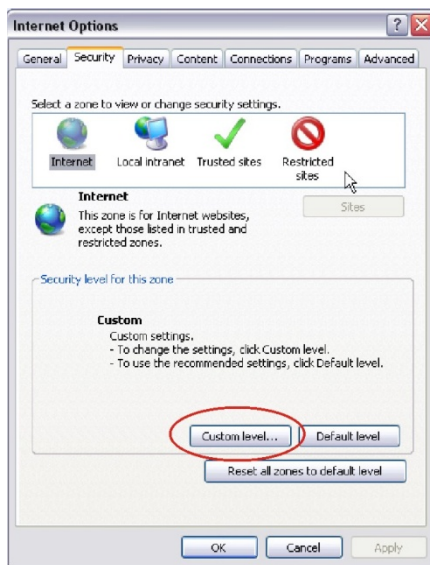 Internet Options
?
X
General Security Privacy Content Connections Programs Advanced
Select a zone to view or change security settings.
Internet Local intranet Trusted sites Restricted
sites
Internet
Sites
This zone is for Internet websites,
except those listed in trusted and
restricted zones.
Security level for this zone
Custom
Custom settings.
- To change the settings, click Custom level.
- To use the recommended settings, click Default level.
Custom level... Default level
Reset all zones to default level
OK Cancel Apply